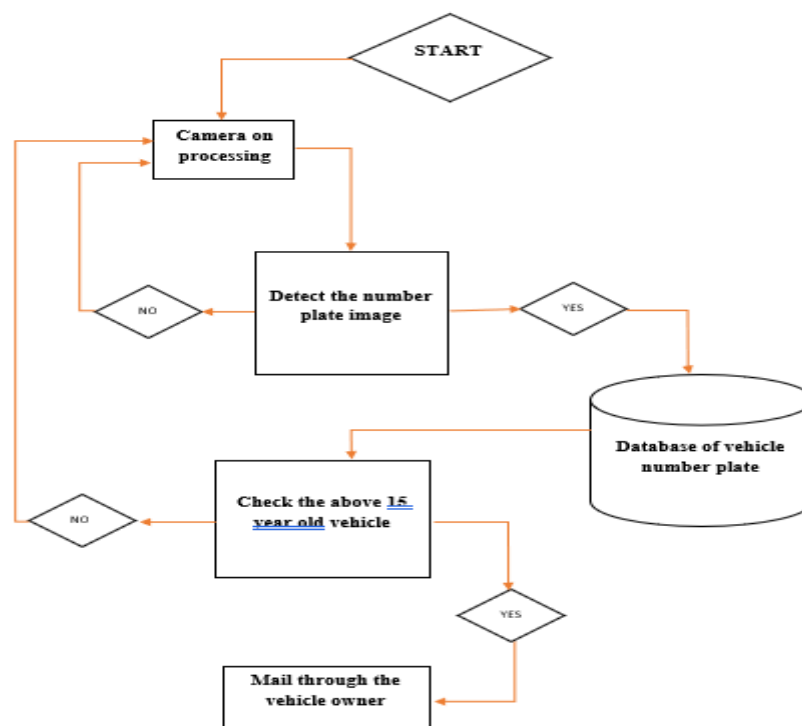 START
Camera on
processing
Detect the number
plate image
NO
YES
Database of vehicle
number plate
Check the above 15
year old vehicle
NO
YES
Mail through the
vehicle owner